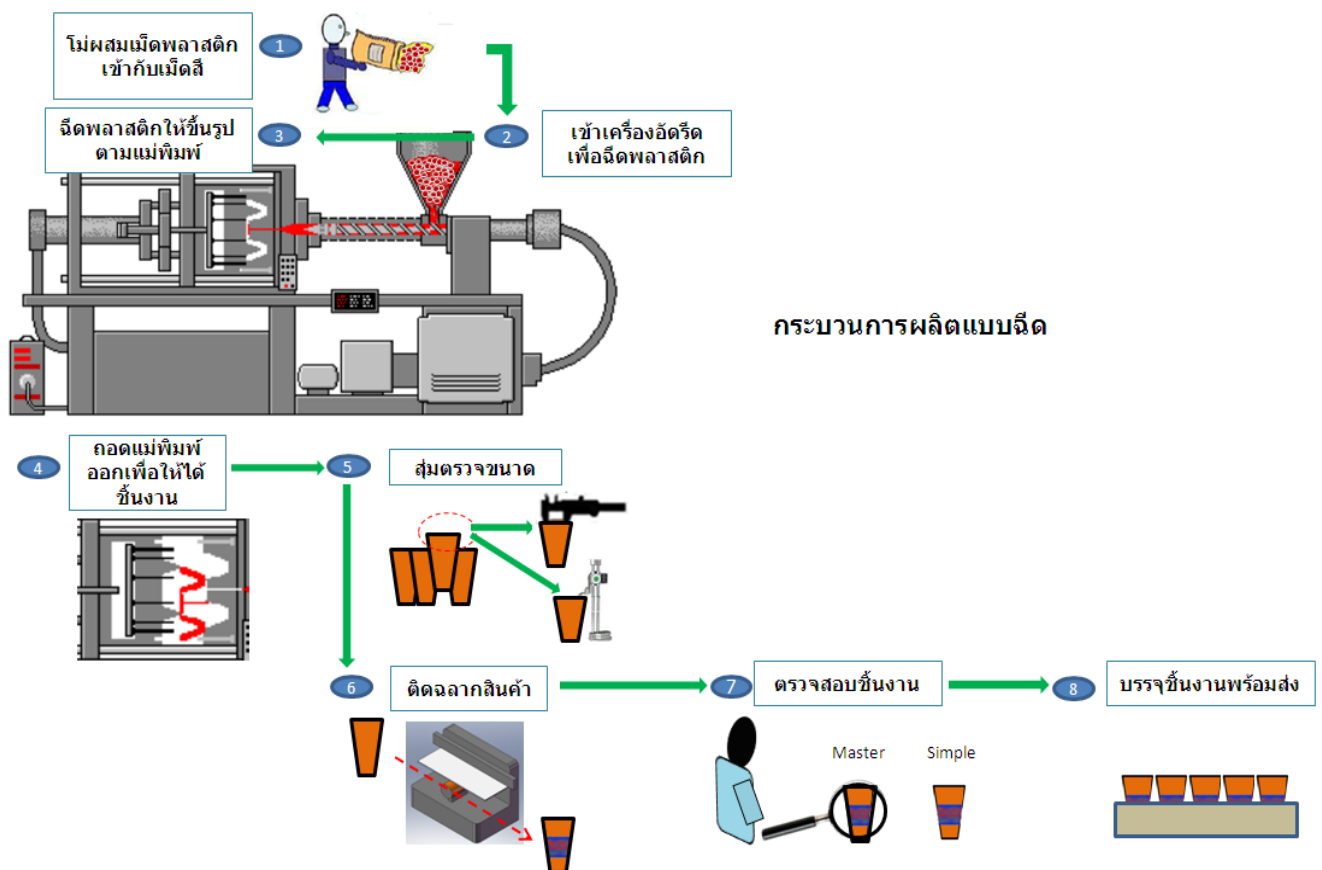 โม่ผสมเม็ดพลาสติก
เข้ากับเม็ดสี
1
ฉีดพลาสติกให้ขึ้นรูป
ตามแม่พิมพ์
3
2
เข้าเครื่องอัดรีด
เพื่อฉีดพลาสติก
กระบวนการผลิตแบบฉีด
4
ถอดแม่พิมพ์
ออกเพื่อให้ได้
ชิ้นงาน
5
สุ่มตรวจขนาด
6
ติดฉลากสินค้า
7
ตรวจสอบชิ้นงาน
8
บรรจุชิ้นงานพร้อมส่ง
Master
Simple